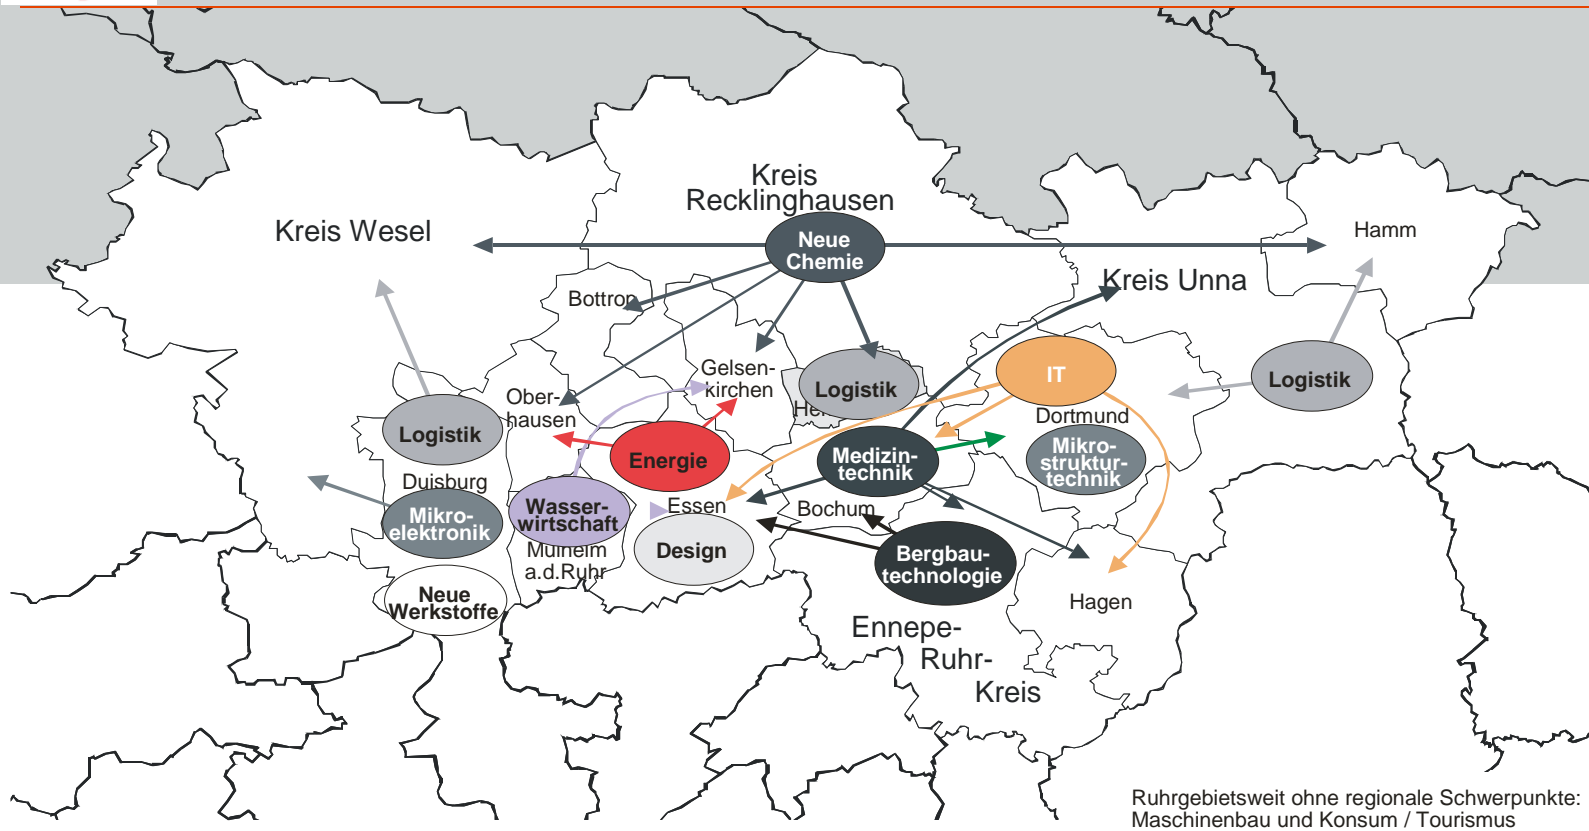 Kreis
Recklinghausen
Neue
Chemie
Kreis Wesel
Hamm
Kreis Unna
Bottrop
Gelsen-
kirchen
Logistik
IT
Logistik
Ober-
hausen
Dortmund
Logistik
Energie
Medizin-
technik
Mikro-
struktur-
technik
Duisburg
Mikro-
elektronik
Wasser-
wirtschaft
Essen
Bochum
Mülheim
a.d.Ruhr
Design
Bergbau-
technologie
Neue
Werkstoffe
Hagen
Ennepe-
Ruhr-
Kreis
Ruhrgebietsweit ohne regionale Schwerpunkte:
Maschinenbau und Konsum / Tourismus